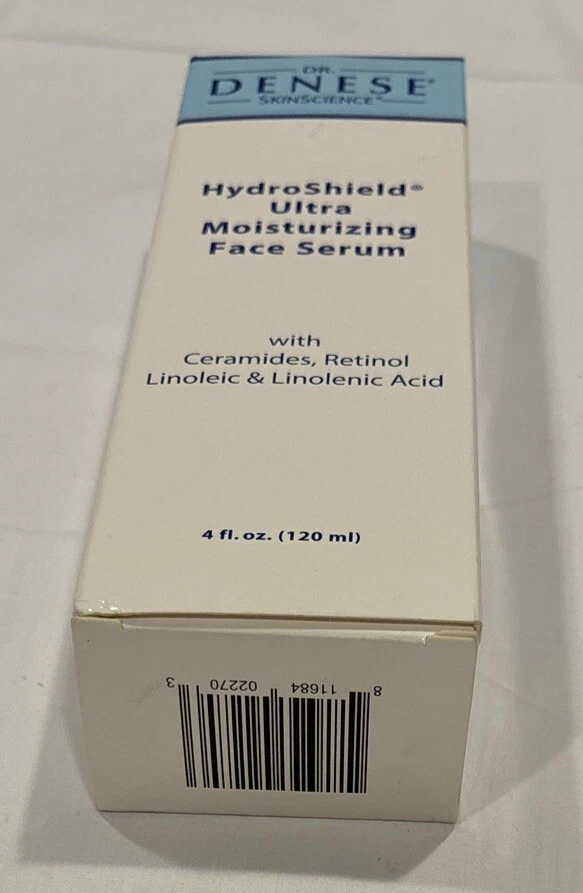 DR.
DENESE®
SKINSCIENCE®
HydroShield®
Ultra
Moisturizing
Face Serum
with
Ceramides, Retinol
Linoleic & Linolenic Acid
4 fl. oz. (120 ml)
8 11684 02270 3